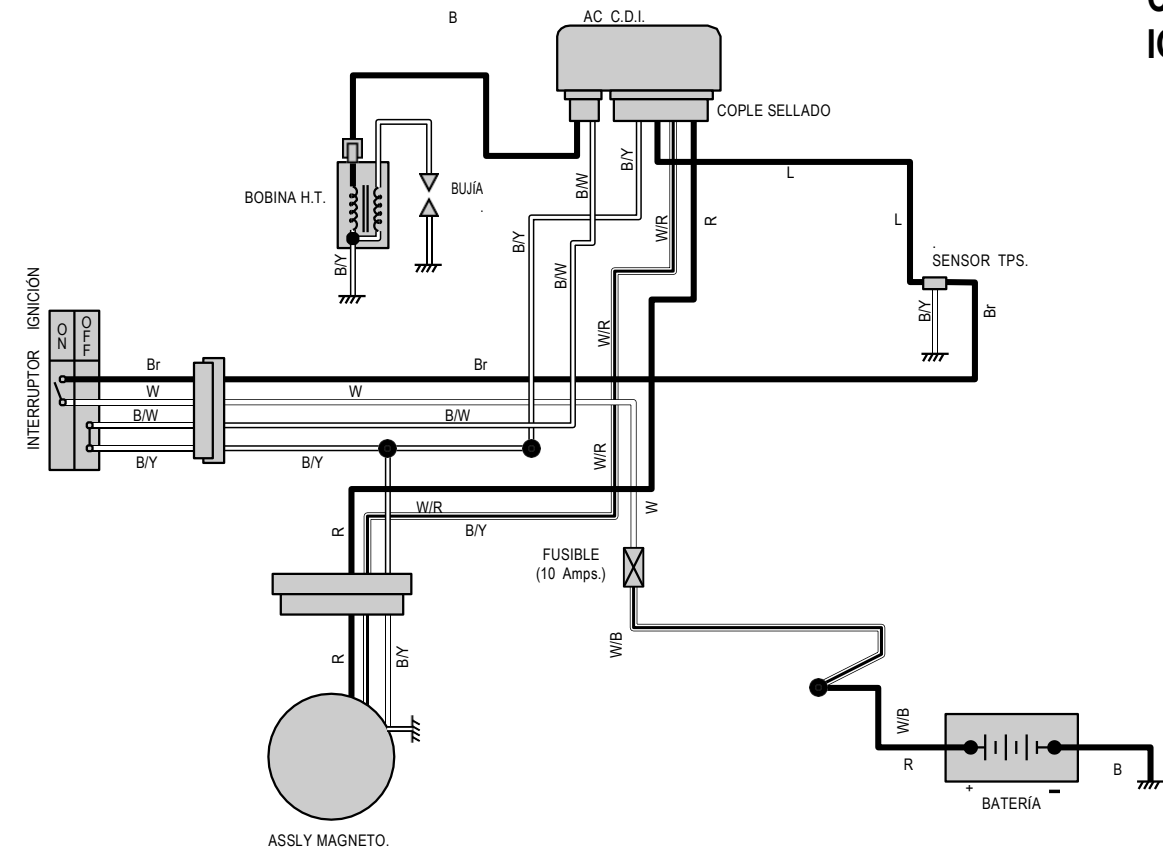 B
AC C.D.I.
COPLE SELLADO
BOBINA H.T.
BUJÍA
B/Y
B/W
B/Y
L
L
B/Y
B/W
W/R
R
SENSOR TPS.
B/Y
Br
INTERRUPTOR IGNICIÓN
ON
OFF
Br
Br
W
W
B/W
B/W
B/Y
B/Y
W/R
W/R
R
W/R
B/Y
W
FUSIBLE
(10 Amps.)
R
B/Y
W/B
W/B
R
B
+
-
BATERÍA
ASSLY MAGNETO.